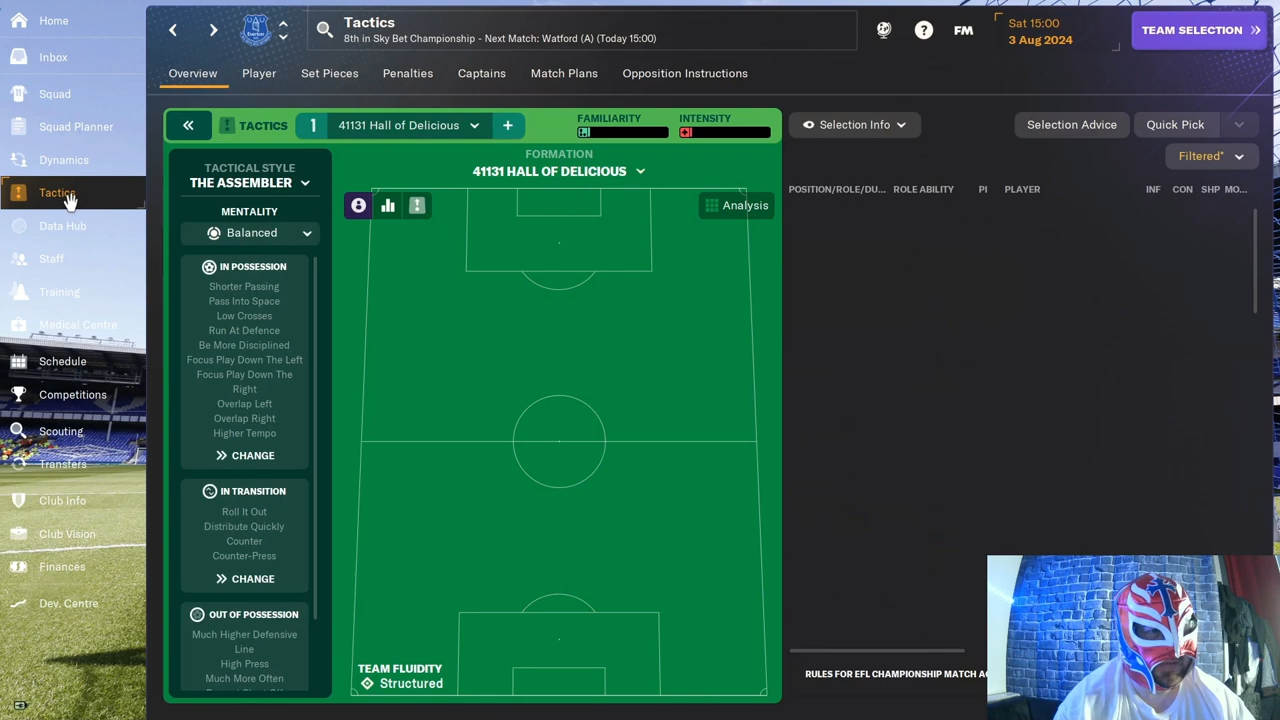 Home
Inbox
Squad
Squad Planner
Dynamics
Tactics
Data Hub
Staff
Training
Medical Centre
Schedule
Competitions
Scouting
Transfers
Club Info
Club Vision
Finances
Dev. Centre
Everton
Tactics
8th in Sky Bet Championship - Next Match: Watford (A) (Today 15:00)
?
FM
Sat 15:00
3 Aug 2024
TEAM SELECTION
Overview
Player
Set Pieces
Penalties
Captains
Match Plans
Opposition Instructions
TACTICS
1
41131 Hall of Delicious
+
FAMILIARITY
INTENSITY
TACTICAL STYLE
THE ASSEMBLER
MENTALITY
Balanced
IN POSSESSION
Shorter Passing
Pass Into Space
Low Crosses
Run At Defence
Be More Disciplined
Focus Play Down The Left
Focus Play Down The
Right
Overlap Left
Overlap Right
Higher Tempo
CHANGE
IN TRANSITION
Roll It Out
Distribute Quickly
Counter
Counter-Press
CHANGE
OUT OF POSSESSION
Much Higher Defensive
Line
High Press
Much More Often
FORMATION
41131 HALL OF DELICIOUS
Analysis
TEAM FLUIDITY
Structured
Selection Info
Selection Advice
Quick Pick
Filtered*
POSITION/ROLE/DU...
ROLE ABILITY
PI
PLAYER
INF
CON
SHP
MO...
RULES FOR EFL CHAMPIONSHIP MATCH